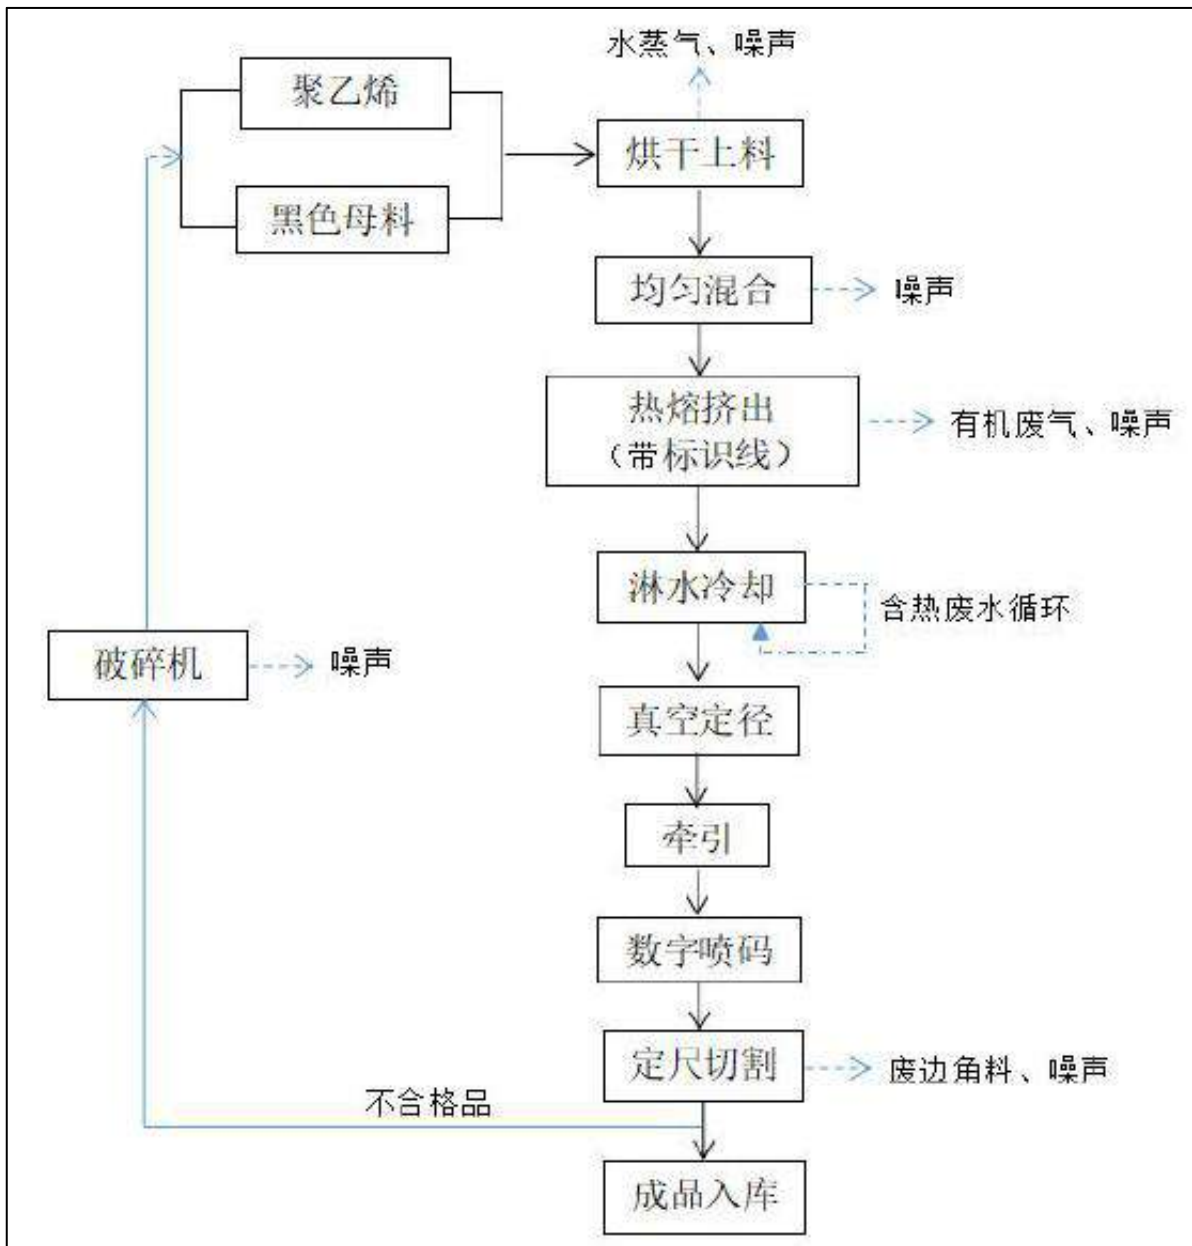 水蒸气、噪声
聚乙烯
烘干上料
黑色母料
均匀混合
噪声
热熔挤出
（带标识线）
有机废气、噪声
淋水冷却
含热废水循环
破碎机
噪声
真空定径
牵引
数字喷码
定尺切割
废边角料、噪声
不合格品
成品入库